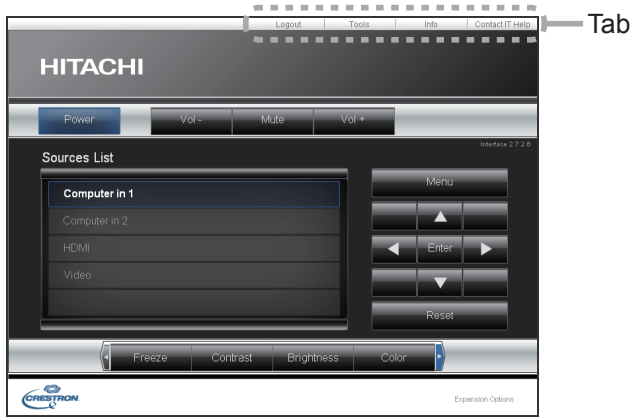 Logout Tools Info Contact IT Help
Tab
HITACHI
Power Vol - Mute Vol +
Interface 2.7.2.6
Sources List
Computer in 1
Computer in 2
HDMI
Video
Menu
Enter
Reset
Freeze Contrast Brightness Color
CRESTRON
Expansion Options